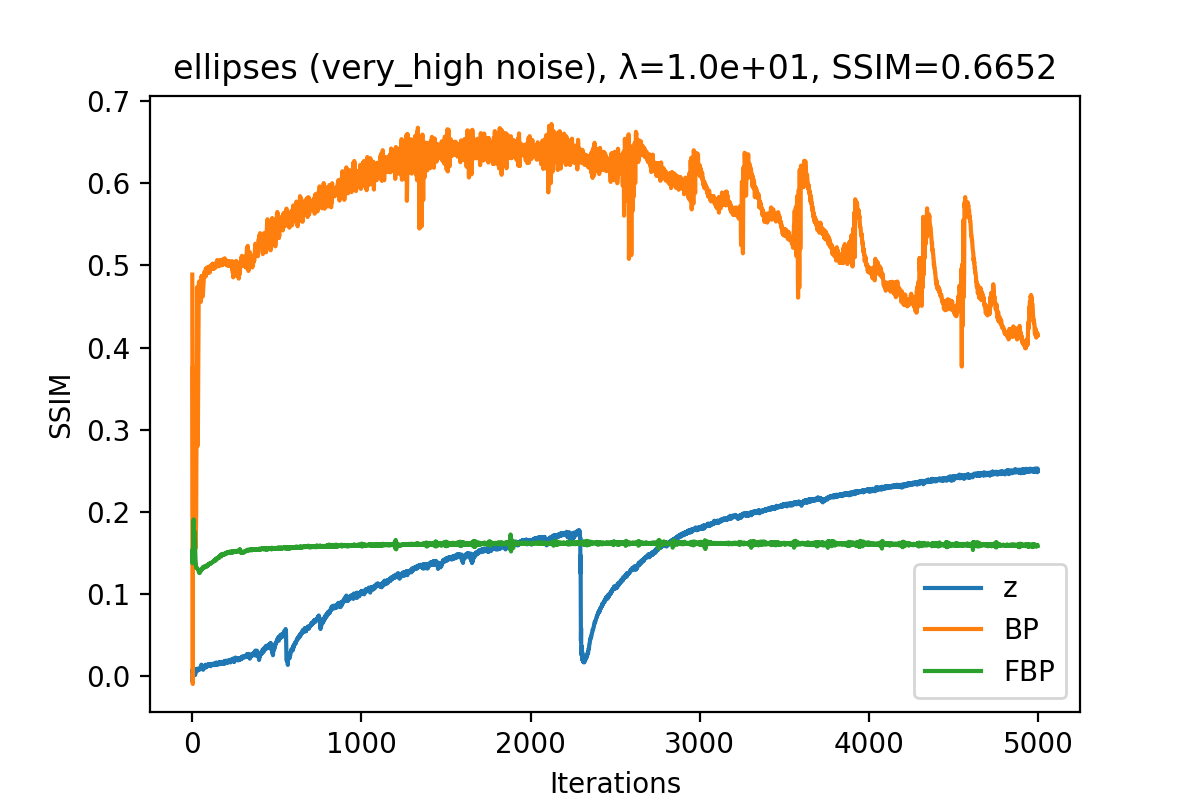 ellipses (very_high noise), λ=1.0e+01, SSIM=0.6652
0.7
0.6
0.5
0.4
0.3
0.2
0.1
0.0
SSIM
z
BP
FBP
0 1000 2000 3000 4000 5000
Iterations